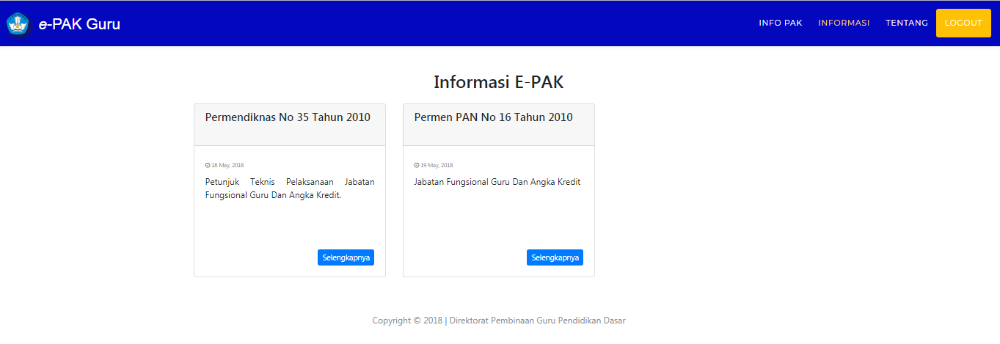 e-PAK Guru
INFO PAK
INFORMASI
TENTANG
LOGOUT
Informasi E-PAK
Permendiknas No 35 Tahun 2010
18 May, 2018
Petunjuk Teknis Pelaksanaan Jabatan
Fungsional Guru Dan Angka Kredit.
Selengkapnya
Permen PAN No 16 Tahun 2010
19 May, 2018
Jabatan Fungsional Guru Dan Angka Kredit
Selengkapnya
Copyright © 2018 | Direktorat Pembinaan Guru Pendidikan Dasar